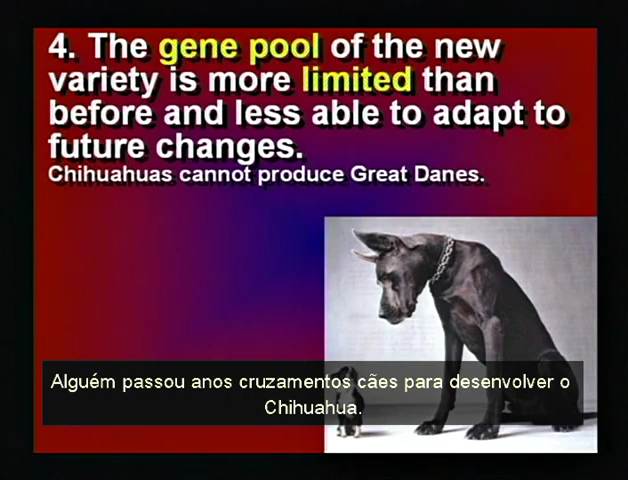 4. The gene pool of the new
variety is more limited than
before and less able to adapt to
future changes.
Chihuahuas cannot produce Great Danes.
Alguém passou anos cruzamentos cães para desenvolver o
Chihuahua.